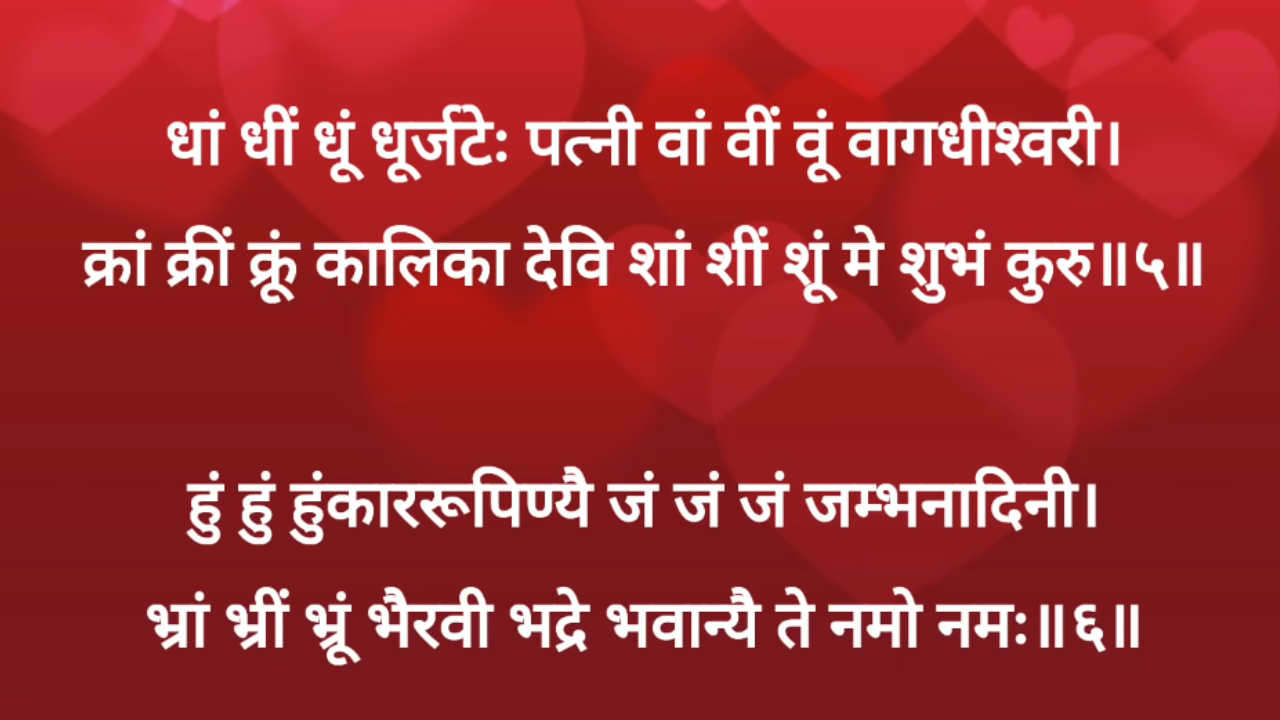 धां धीं धूं धूर्जटेः पत्नी वां वीं वूं वागधीश्वरी।
क्रां क्रीं क्रूं कालिका देवि शां शीं शूं मे शुभं कुरु॥५॥
हुं हुं हुंकाररूपिण्यै जं जं जं जम्भनादिनी।
भ्रां भ्रीं भ्रूं भैरवी भद्रे भवान्यै ते नमो नमः॥६॥